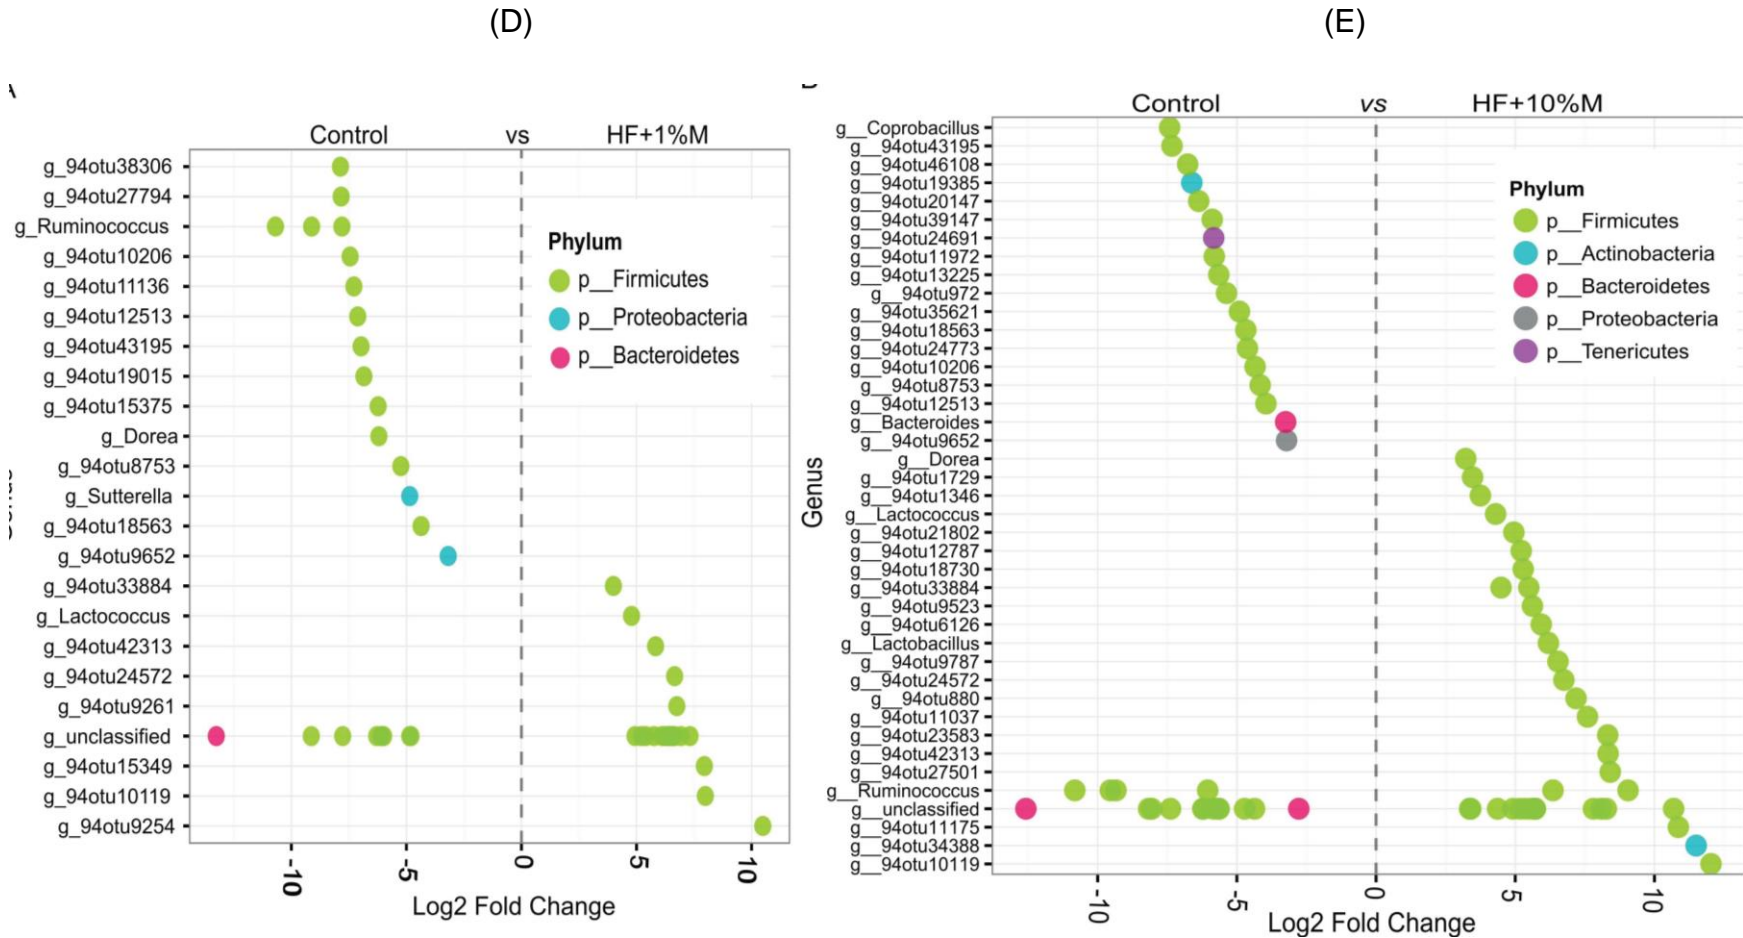 (D)
Control vs HF+1%M
g_94otu38306
g_94otu27794
g_Ruminococcus
g_94otu10206
g_94otu11136
g_94otu12513
g_94otu43195
g_94otu19015
g_94otu15375
g_Dorea
g_94otu8753
g_Sutterella
g_94otu18563
g_94otu9652
g_94otu33884
g_Lactococcus
g_94otu42313
g_94otu24572
g_94otu9261
g_unclassified
g_94otu15349
g_94otu10119
g_94otu9254
Phylum
p__Firmicutes
p__Proteobacteria
p__Bacteroidetes
-10 -5 0 5 10
Log2 Fold Change
(E)
Control vs HF+10%M
Genus
g__Coprobacillus
g__94otu43195
g__94otu46108
g__94otu19385
g__94otu20147
g__94otu39147
g__94otu24691
g__94otu11972
g__94otu13225
g__94otu972
g__94otu35621
g__94otu18563
g__94otu24773
g__94otu10206
g__94otu8753
g__94otu12513
g__Bacteroides
g__94otu9652
g__Dorea
g__94otu1729
g__94otu1346
g__Lactococcus
g__94otu21802
g__94otu12787
g__94otu18730
g__94otu33884
g__94otu9523
g__94otu6126
g__Lactobacillus
g__94otu9787
g__94otu24572
g__94otu880
g__94otu11037
g__94otu23583
g__94otu42313
g__94otu27501
g__Ruminococcus
g__unclassified
g__94otu11175
g__94otu34388
g__94otu10119
Phylum
p__Firmicutes
p__Actinobacteria
p__Bacteroidetes
p__Proteobacteria
p__Tenericutes
-10 -5 0 5 10
Log2 Fold Change